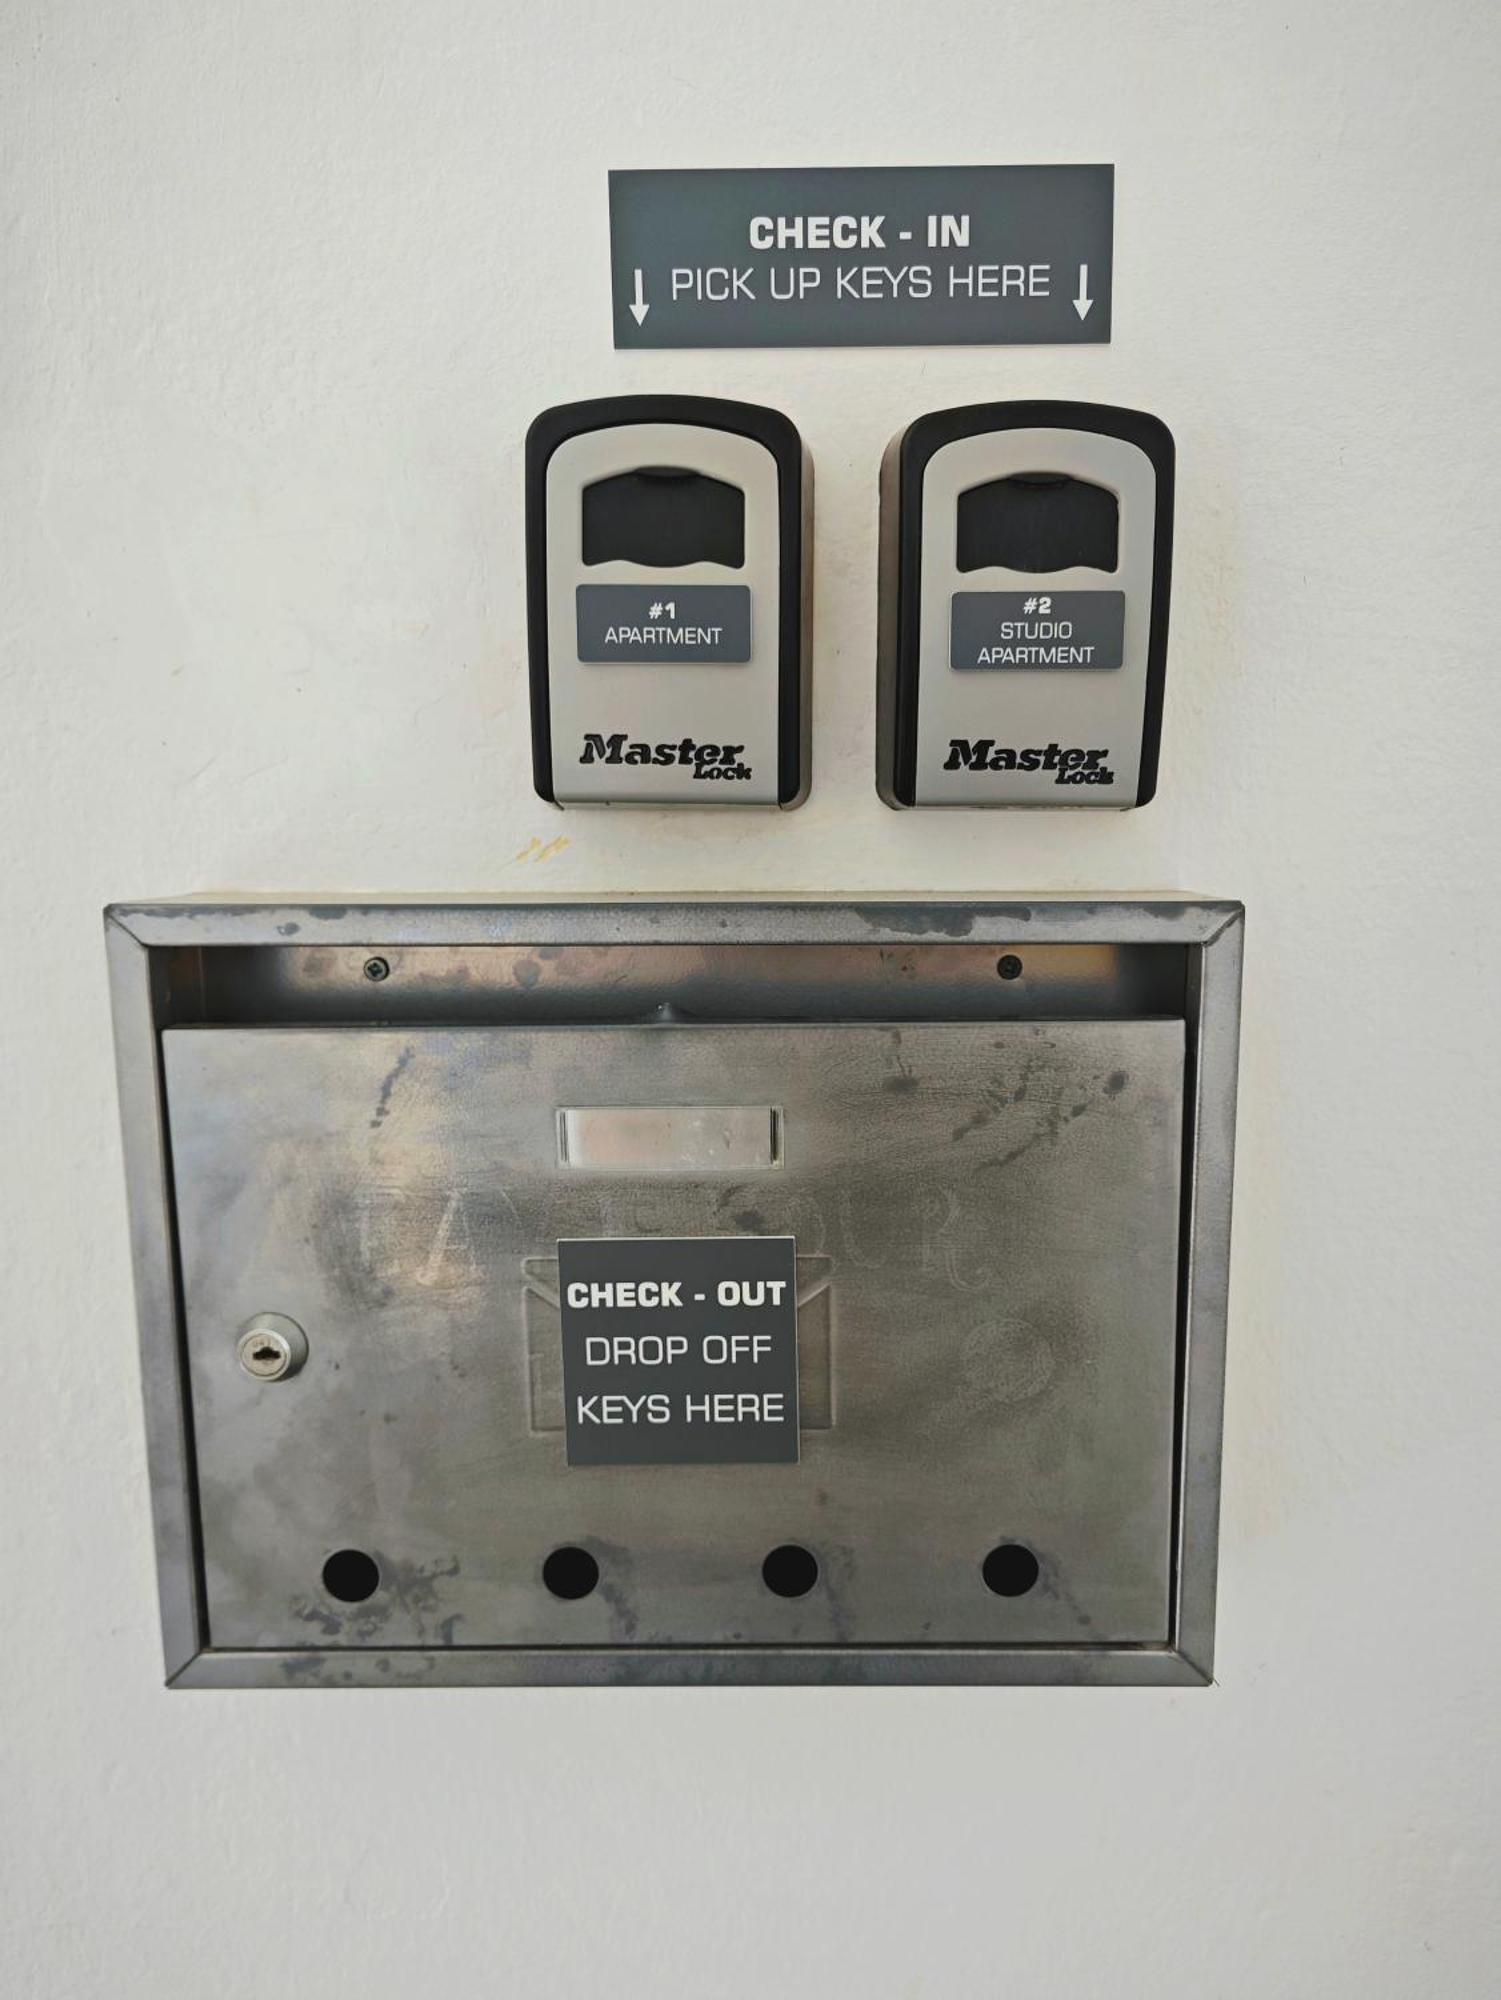 CHECK - IN
PICK UP KEYS HERE
#1
APARTMENT
Master
Lock
#2
STUDIO
APARTMENT
Master
Lock
CHECK - OUT
DROP OFF
KEYS HERE